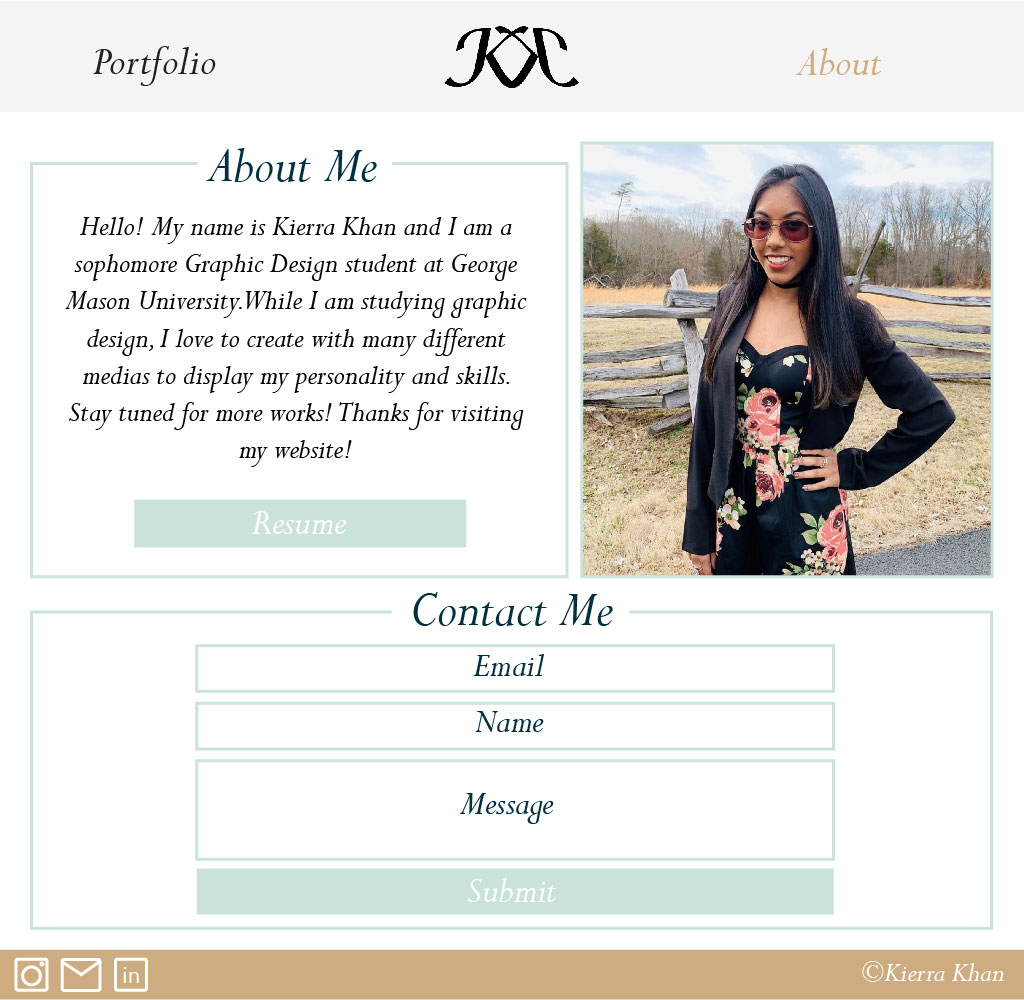 Portfolio
About
About Me
Hello! My name is Kierra Khan and I am a
sophomore Graphic Design student at George
Mason University.While I am studying graphic
design, I love to create with many different
medias to display my personality and skills.
Stay tuned for more works! Thanks for visiting
my website!
Resume
Contact Me
Email
Name
Message
Submit
in
©Kierra Khan